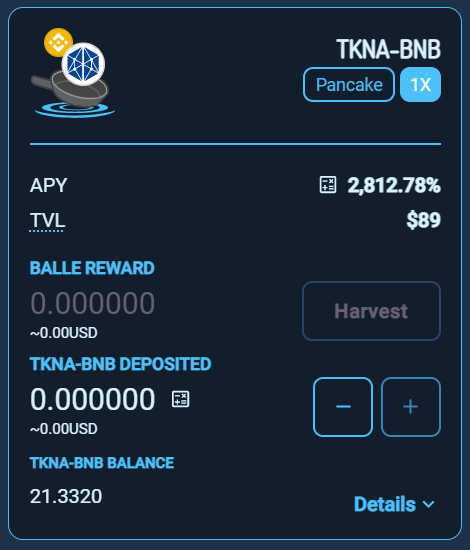 TKNA-BNB
Pancake 1X
APY 2,812.78%
TVL $89
BALLE REWARD
0.000000
Harvest
~0.00USD
TKNA-BNB DEPOSITED
0.000000 − +
~0.00USD
TKNA-BNB BALANCE
21.3320
Details